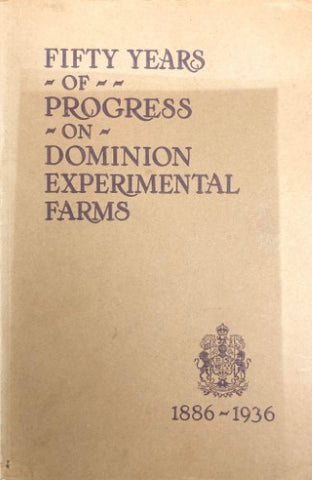 FIFTY YEARS
~ OF ~ ~
PROGRESS
~ ON ~
DOMINION
EXPERIMENTAL
FARMS
1886 ~ 1936